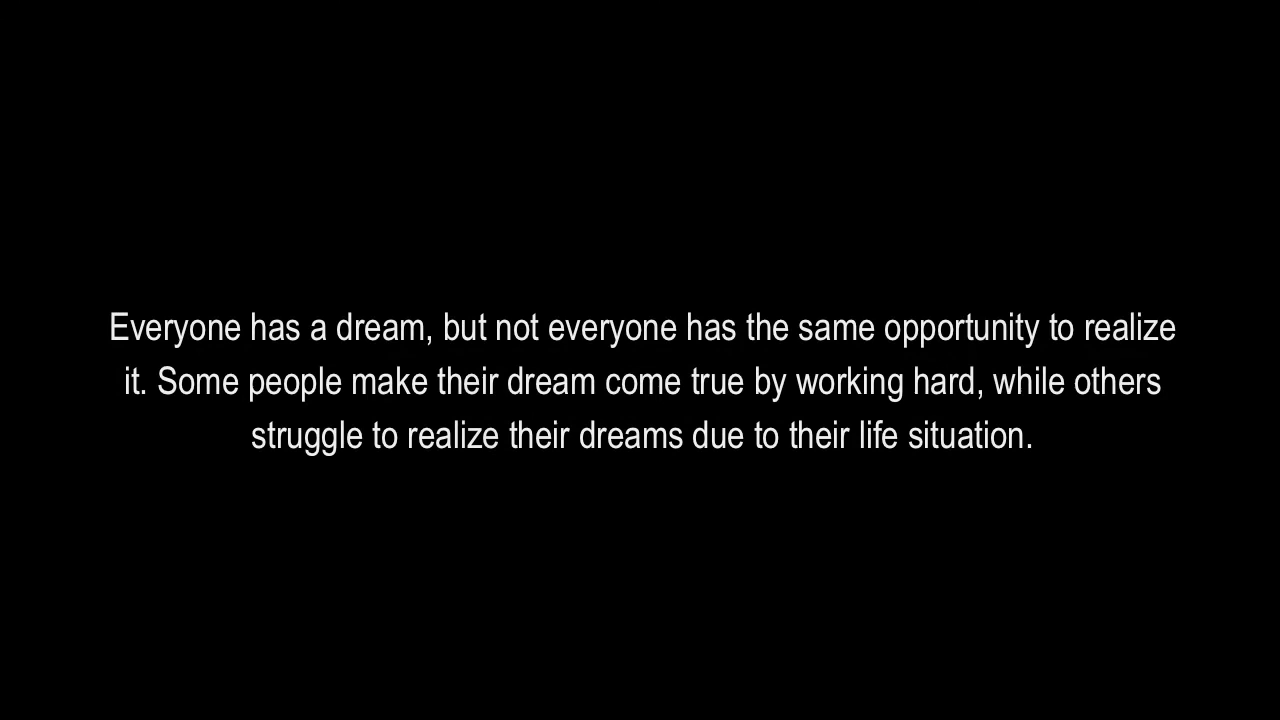 Everyone has a dream, but not everyone has the same opportunity to realize
it. Some people make their dream come true by working hard, while others
struggle to realize their dreams due to their life situation.